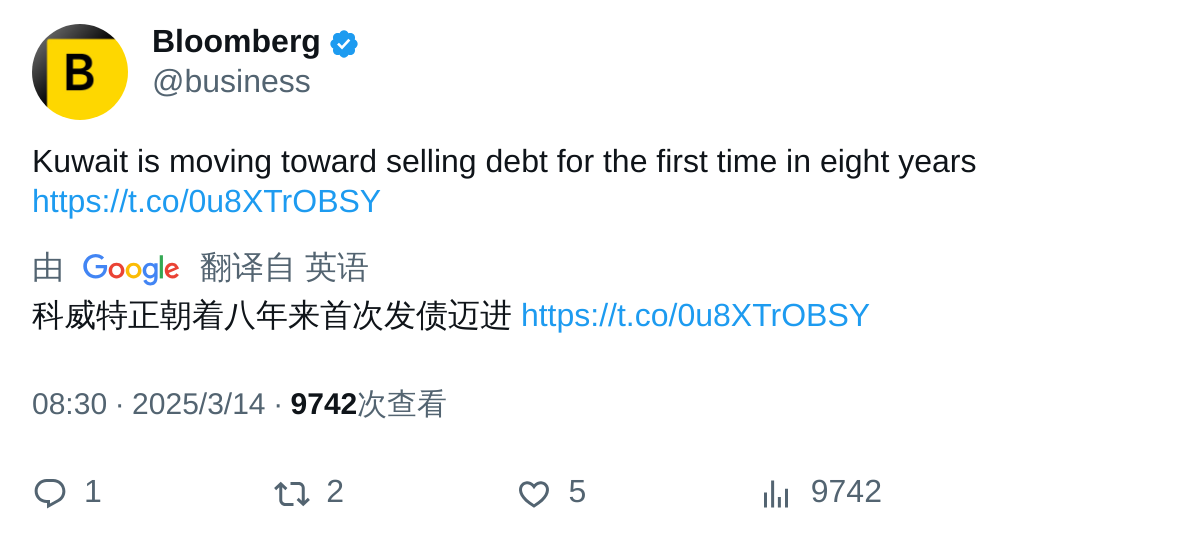 B
Bloomberg
@business
Kuwait is moving toward selling debt for the first time in eight years
https://t.co/0u8XTrOBSY
由 Google 翻译自 英语
科威特正朝着八年来首次发债迈进 https://t.co/0u8XTrOBSY
08:30 · 2025/3/14 · 9742次查看
1 2 5 9742